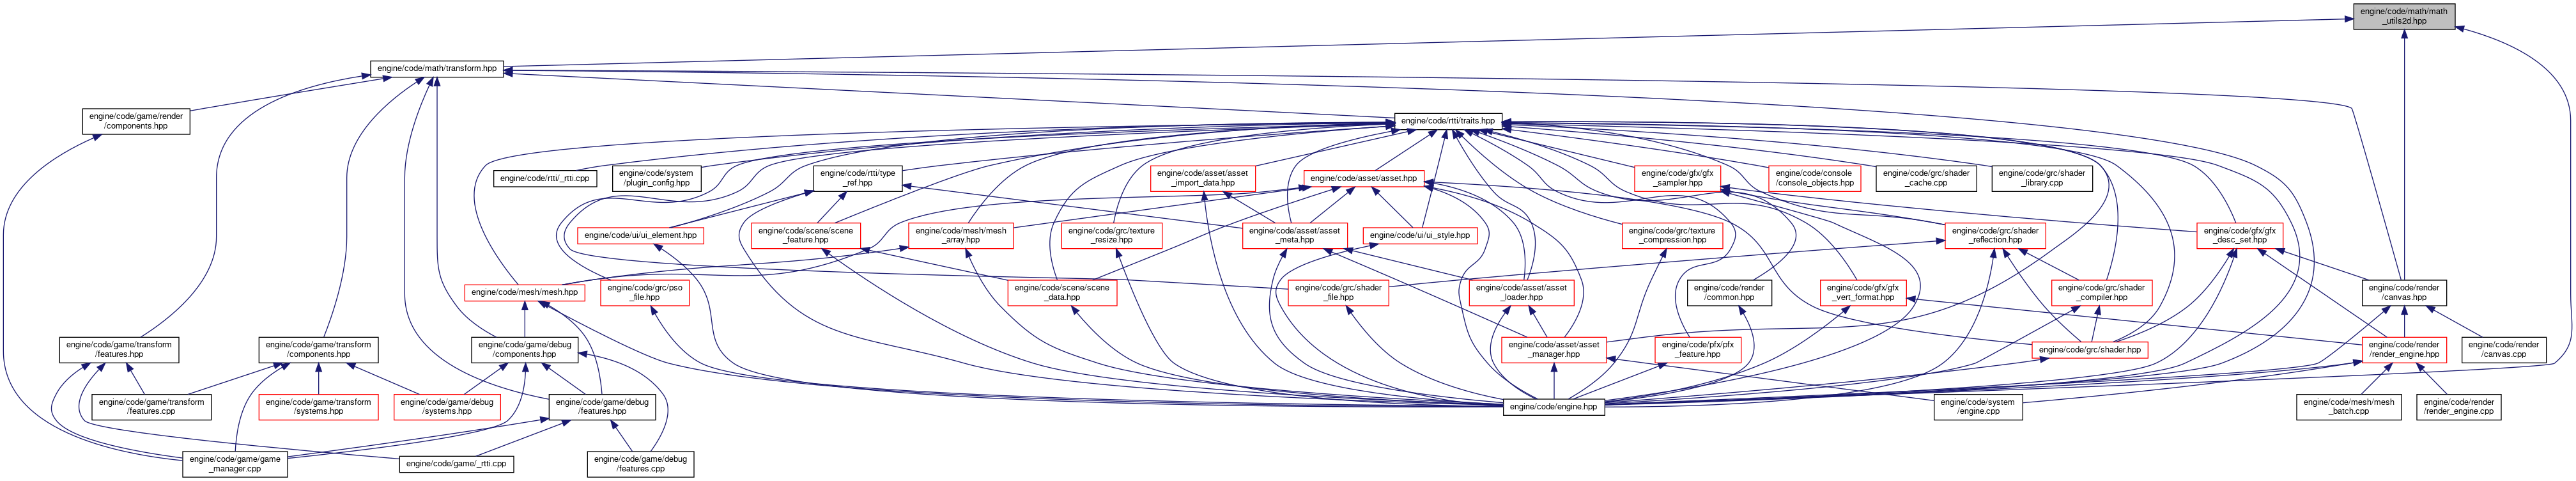 engine/code/math/math
_utils2d.hpp
engine/code/math/transform.hpp
engine/code/game/render
/components.hpp
engine/code/rtti/traits.hpp
engine/code/rtti/_rtti.cpp
engine/code/system
/plugin_config.hpp
engine/code/rtti/type
_ref.hpp
engine/code/asset/asset
_import_data.hpp
engine/code/asset/asset.hpp
engine/code/gfx/gfx
_sampler.hpp
engine/code/console
/console_objects.hpp
engine/code/grc/shader
_cache.cpp
engine/code/grc/shader
_library.cpp
engine/code/ui/ui_element.hpp
engine/code/scene/scene
_feature.hpp
engine/code/mesh/mesh
_array.hpp
engine/code/grc/texture
_resize.hpp
engine/code/asset/asset
_meta.hpp
engine/code/ui/ui_style.hpp
engine/code/grc/texture
_compression.hpp
engine/code/grc/shader
_reflection.hpp
engine/code/gfx/gfx
_desc_set.hpp
engine/code/mesh/mesh.hpp
engine/code/grc/pso
_file.hpp
engine/code/scene/scene
_data.hpp
engine/code/grc/shader
_file.hpp
engine/code/asset/asset
_loader.hpp
engine/code/render
/common.hpp
engine/code/gfx/gfx
_vert_format.hpp
engine/code/grc/shader
_compiler.hpp
engine/code/render
/canvas.hpp
engine/code/game/transform
/features.hpp
engine/code/game/transform
/components.hpp
engine/code/game/debug
/components.hpp
engine/code/asset/asset
_manager.hpp
engine/code/pfx/pfx
_feature.hpp
engine/code/grc/shader.hpp
engine/code/render
/render_engine.hpp
engine/code/render
/canvas.cpp
engine/code/game/transform
/features.cpp
engine/code/game/transform
/systems.hpp
engine/code/game/debug
/systems.hpp
engine/code/game/debug
/features.hpp
engine/code/engine.hpp
engine/code/system
/engine.cpp
engine/code/mesh/mesh
_batch.cpp
engine/code/render
/render_engine.cpp
engine/code/game/game
_manager.cpp
engine/code/game/_rtti.cpp
engine/code/game/debug
/features.cpp